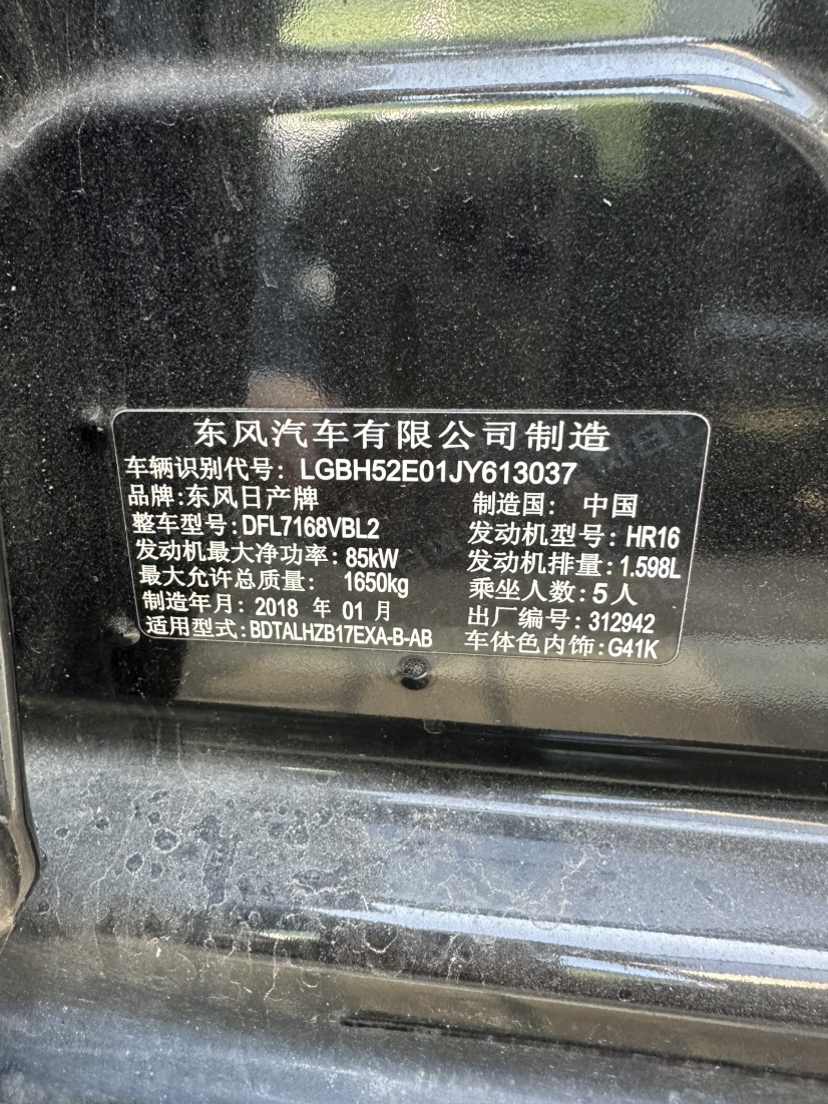 东风汽车有限公司制造
车辆识别代号: LGBH52E01JY613037
品牌:东风日产牌 制造国: 中国
整车型号:DFL7168VBL2 发动机型号:HR16
发动机最大净功率:85kW 发动机排量:1.598L
最大允许总质量: 1650kg 乘坐人数:5人
制造年月:2018 年 01 月 出厂编号:312942
适用型式:BDTALHZB17EXA-B-AB 车体色内饰:G41K